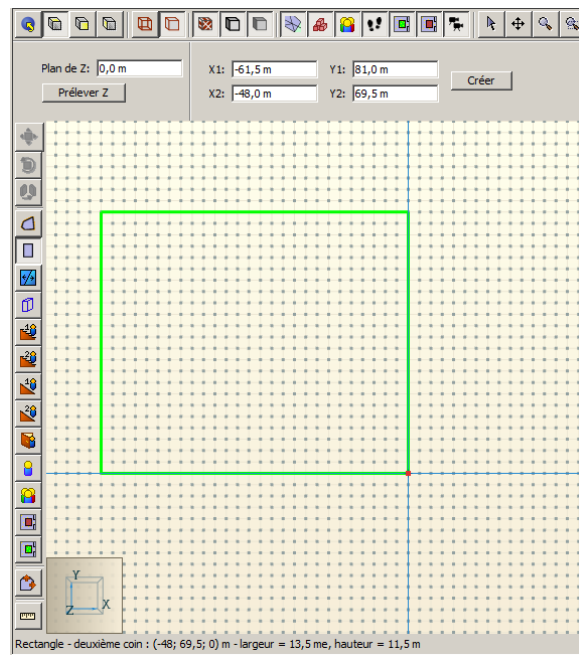 Plan de Z: 0,0 m X1: -61,5 m Y1: 81,0 m Créer
Prélever Z X2: -48,0 m Y2: 69,5 m
Y
Z X
Rectangle - deuxième coin : (-48; 69,5; 0) m - largeur = 13,5 me, hauteur = 11,5 m